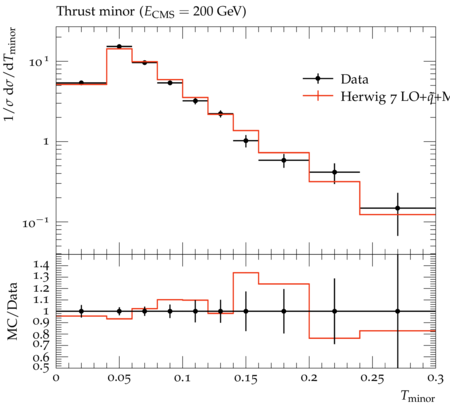 Thrust minor (E_CMS = 200 GeV)
1/σ dσ/dT_minor
10^1
1
10^−1
Data
Herwig 7 LO+q̃+M
MC/Data
1.4
1.3
1.2
1.1
1
0.9
0.8
0.7
0.6
0.5
0 0.05 0.1 0.15 0.2 0.25 0.3
T_minor